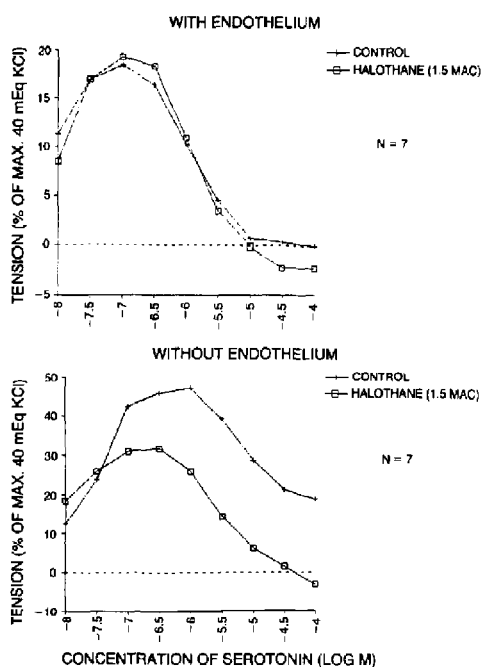 WITH ENDOTHELIUM
TENSION (% OF MAX. 40 mEq KCl)
20
15
10
5
0
−5
−8
−7.5
−7
−6.5
−6
−5.5
−5
−4.5
−4
CONTROL
HALOTHANE (1.5 MAC)
N = 7
WITHOUT ENDOTHELIUM
TENSION (% OF MAX. 40 mEq KCl)
50
40
30
20
10
0
−10
−8
−7.5
−7
−6.5
−6
−5.5
−5
−4.5
−4
CONTROL
HALOTHANE (1.5 MAC)
N = 7
CONCENTRATION OF SEROTONIN (LOG M)